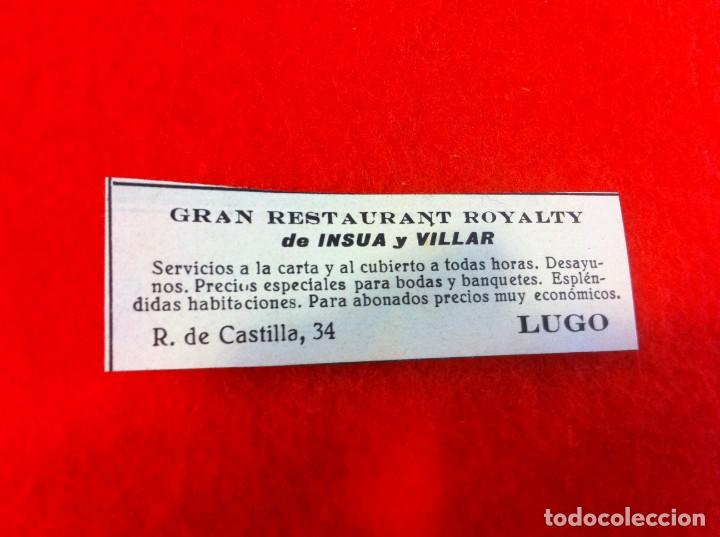 GRAN RESTAURANT ROYALTY
de INSUA y VILLAR
Servicios a la carta y al cubierto a todas horas. Desayu-
nos. Precios especiales para bodas y banquetes. Esplén-
didas habitaciones. Para abonados precios muy económicos.
R. de Castilla, 34 LUGO
todocoleccion